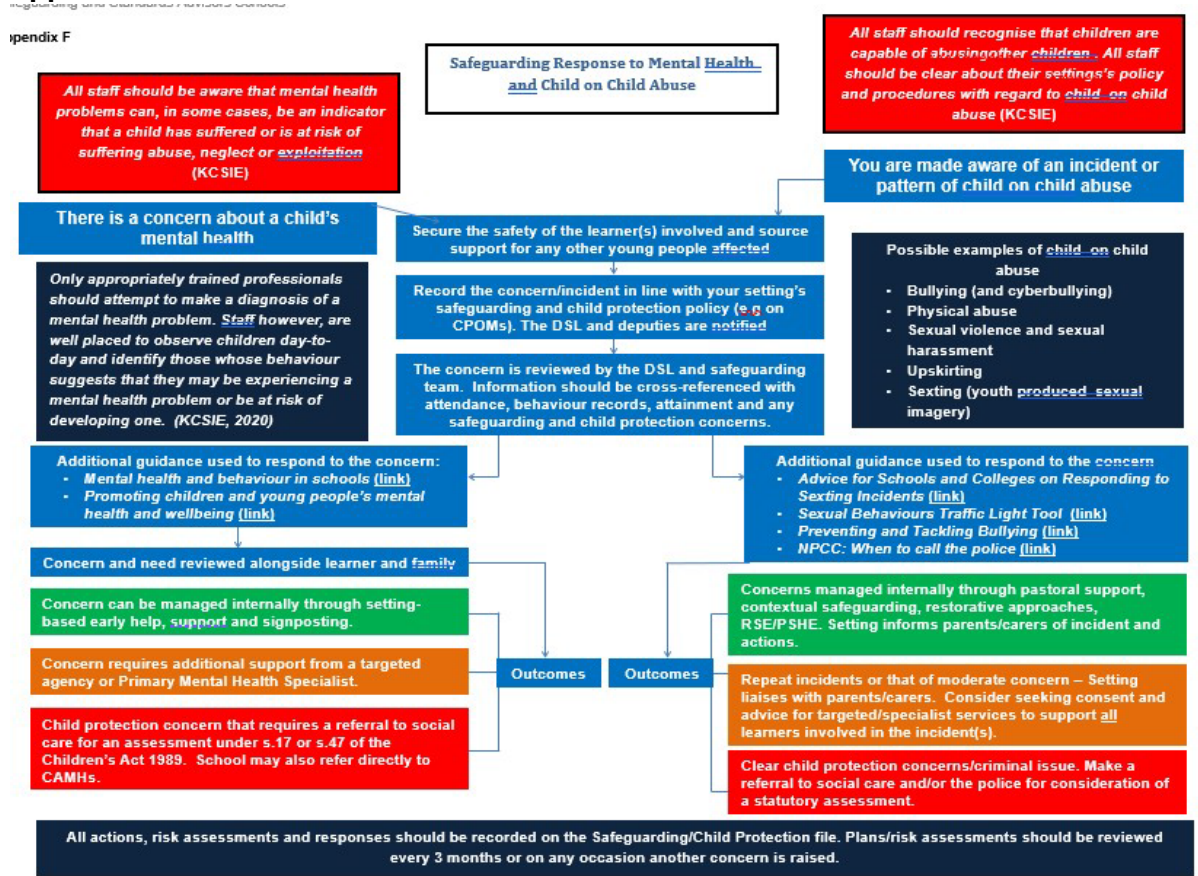 Safeguarding and Standards Advisors Schools
ppendix F
Safeguarding Response to Mental Health
and Child on Child Abuse
All staff should recognise that children are
capable of abusingother children. All staff
should be clear about their settings's policy
and procedures with regard to child on child
abuse (KCSIE)
All staff should be aware that mental health
problems can, in some cases, be an indicator
that a child has suffered or is at risk of
suffering abuse, neglect or exploitation
(KCSIE)
You are made aware of an incident or
pattern of child on child abuse
There is a concern about a child's
mental health
Secure the safety of the learner(s) involved and source
support for any other young people affected
Only appropriately trained professionals
should attempt to make a diagnosis of a
mental health problem. Staff however, are
well placed to observe children day-to-
day and identify those whose behaviour
suggests that they may be experiencing a
mental health problem or be at risk of
developing one. (KCSIE, 2020)
Record the concern/incident in line with your setting's
safeguarding and child protection policy (e.g on
CPOMs). The DSL and deputies are notified
Possible examples of child on child
abuse
• Bullying (and cyberbullying)
• Physical abuse
• Sexual violence and sexual
harassment
• Upskirting
• Sexting (youth produced sexual
imagery)
The concern is reviewed by the DSL and safeguarding
team. Information should be cross-referenced with
attendance, behaviour records, attainment and any
safeguarding and child protection concerns.
Additional guidance used to respond to the concern:
• Mental health and behaviour in schools (link)
• Promoting children and young people's mental
health and wellbeing (link)
Additional guidance used to respond to the concern
• Advice for Schools and Colleges on Responding to
Sexting Incidents (link)
• Sexual Behaviours Traffic Light Tool (link)
• Preventing and Tackling Bullying (link)
• NPCC: When to call the police (link)
Concern and need reviewed alongside learner and family
Concern can be managed internally through setting-
based early help, support and signposting.
Concern requires additional support from a targeted
agency or Primary Mental Health Specialist.
Child protection concern that requires a referral to social
care for an assessment under s.17 or s.47 of the
Children's Act 1989. School may also refer directly to
CAMHs.
Outcomes
Outcomes
Concerns managed internally through pastoral support,
contextual safeguarding, restorative approaches,
RSE/PSHE. Setting informs parents/carers of incident and
actions.
Repeat incidents or that of moderate concern – Setting
liaises with parents/carers. Consider seeking consent and
advice for targeted/specialist services to support all
learners involved in the incident(s).
Clear child protection concerns/criminal issue. Make a
referral to social care and/or the police for consideration of
a statutory assessment.
All actions, risk assessments and responses should be recorded on the Safeguarding/Child Protection file. Plans/risk assessments should be reviewed
every 3 months or on any occasion another concern is raised.